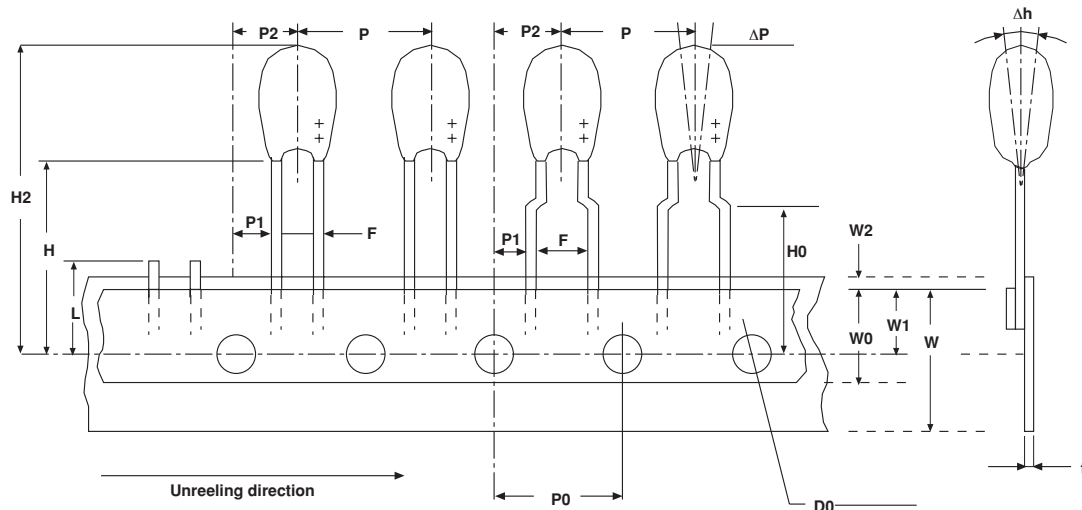 P2 P P2 P ΔP Δh
+ + + +
+ + + +
H2 H P1 F P1 F H0 W2
L W0 W1 W
Unreeling direction P0 D0